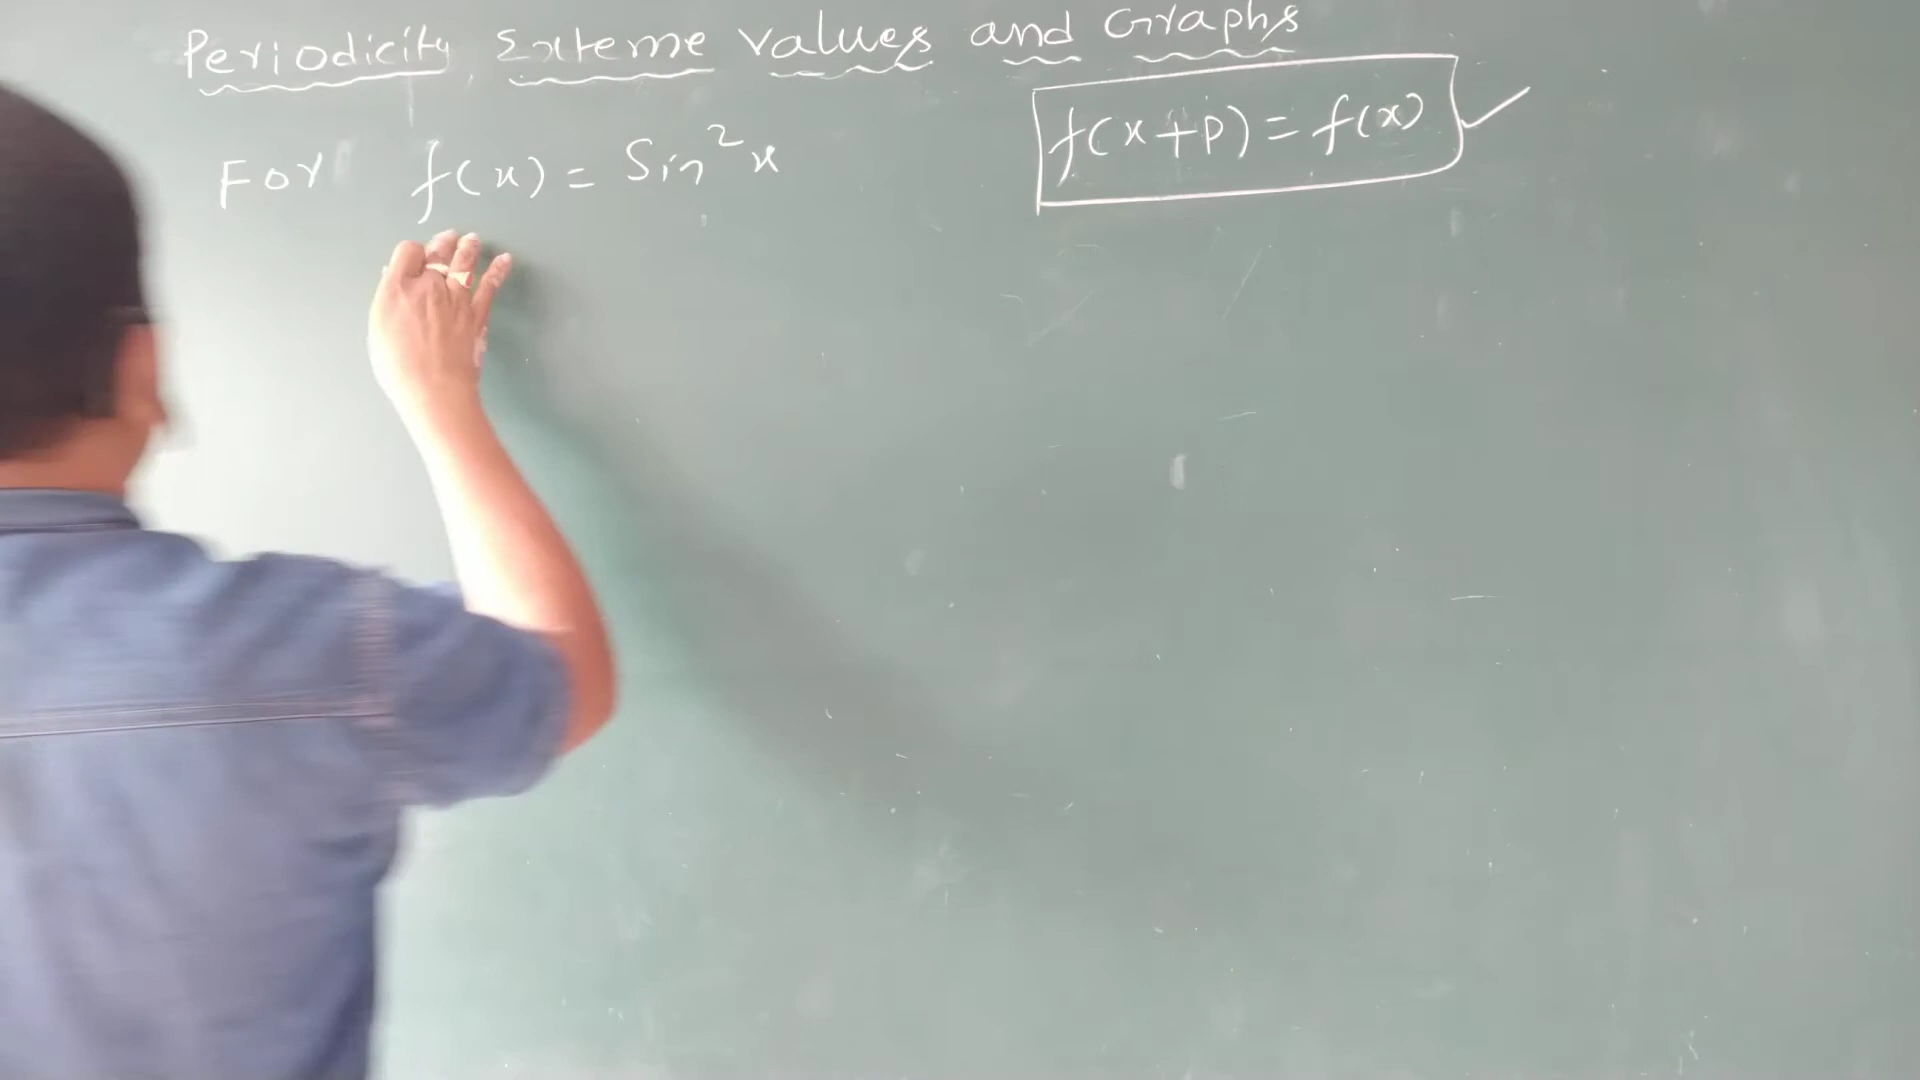 Periodicity, Exteme values and Graphs
For f(x) = Sin²x
f(x+p) = f(x) ✓